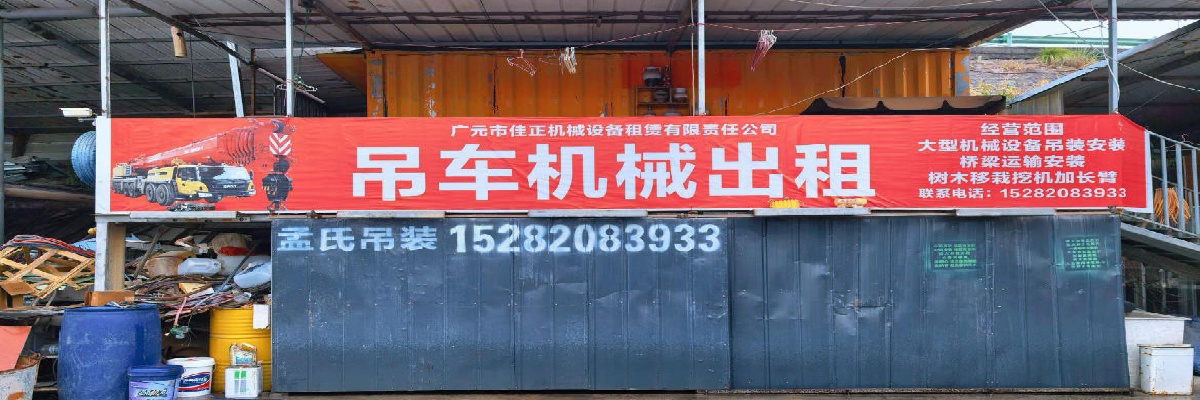 广元市佳正机械设备租赁有限责任公司
吊车机械出租
经营范围
大型机械设备吊装安装
桥梁运输安装
树木移栽挖机加长臂
联系电话：15282083933
孟氏吊装 15282083933